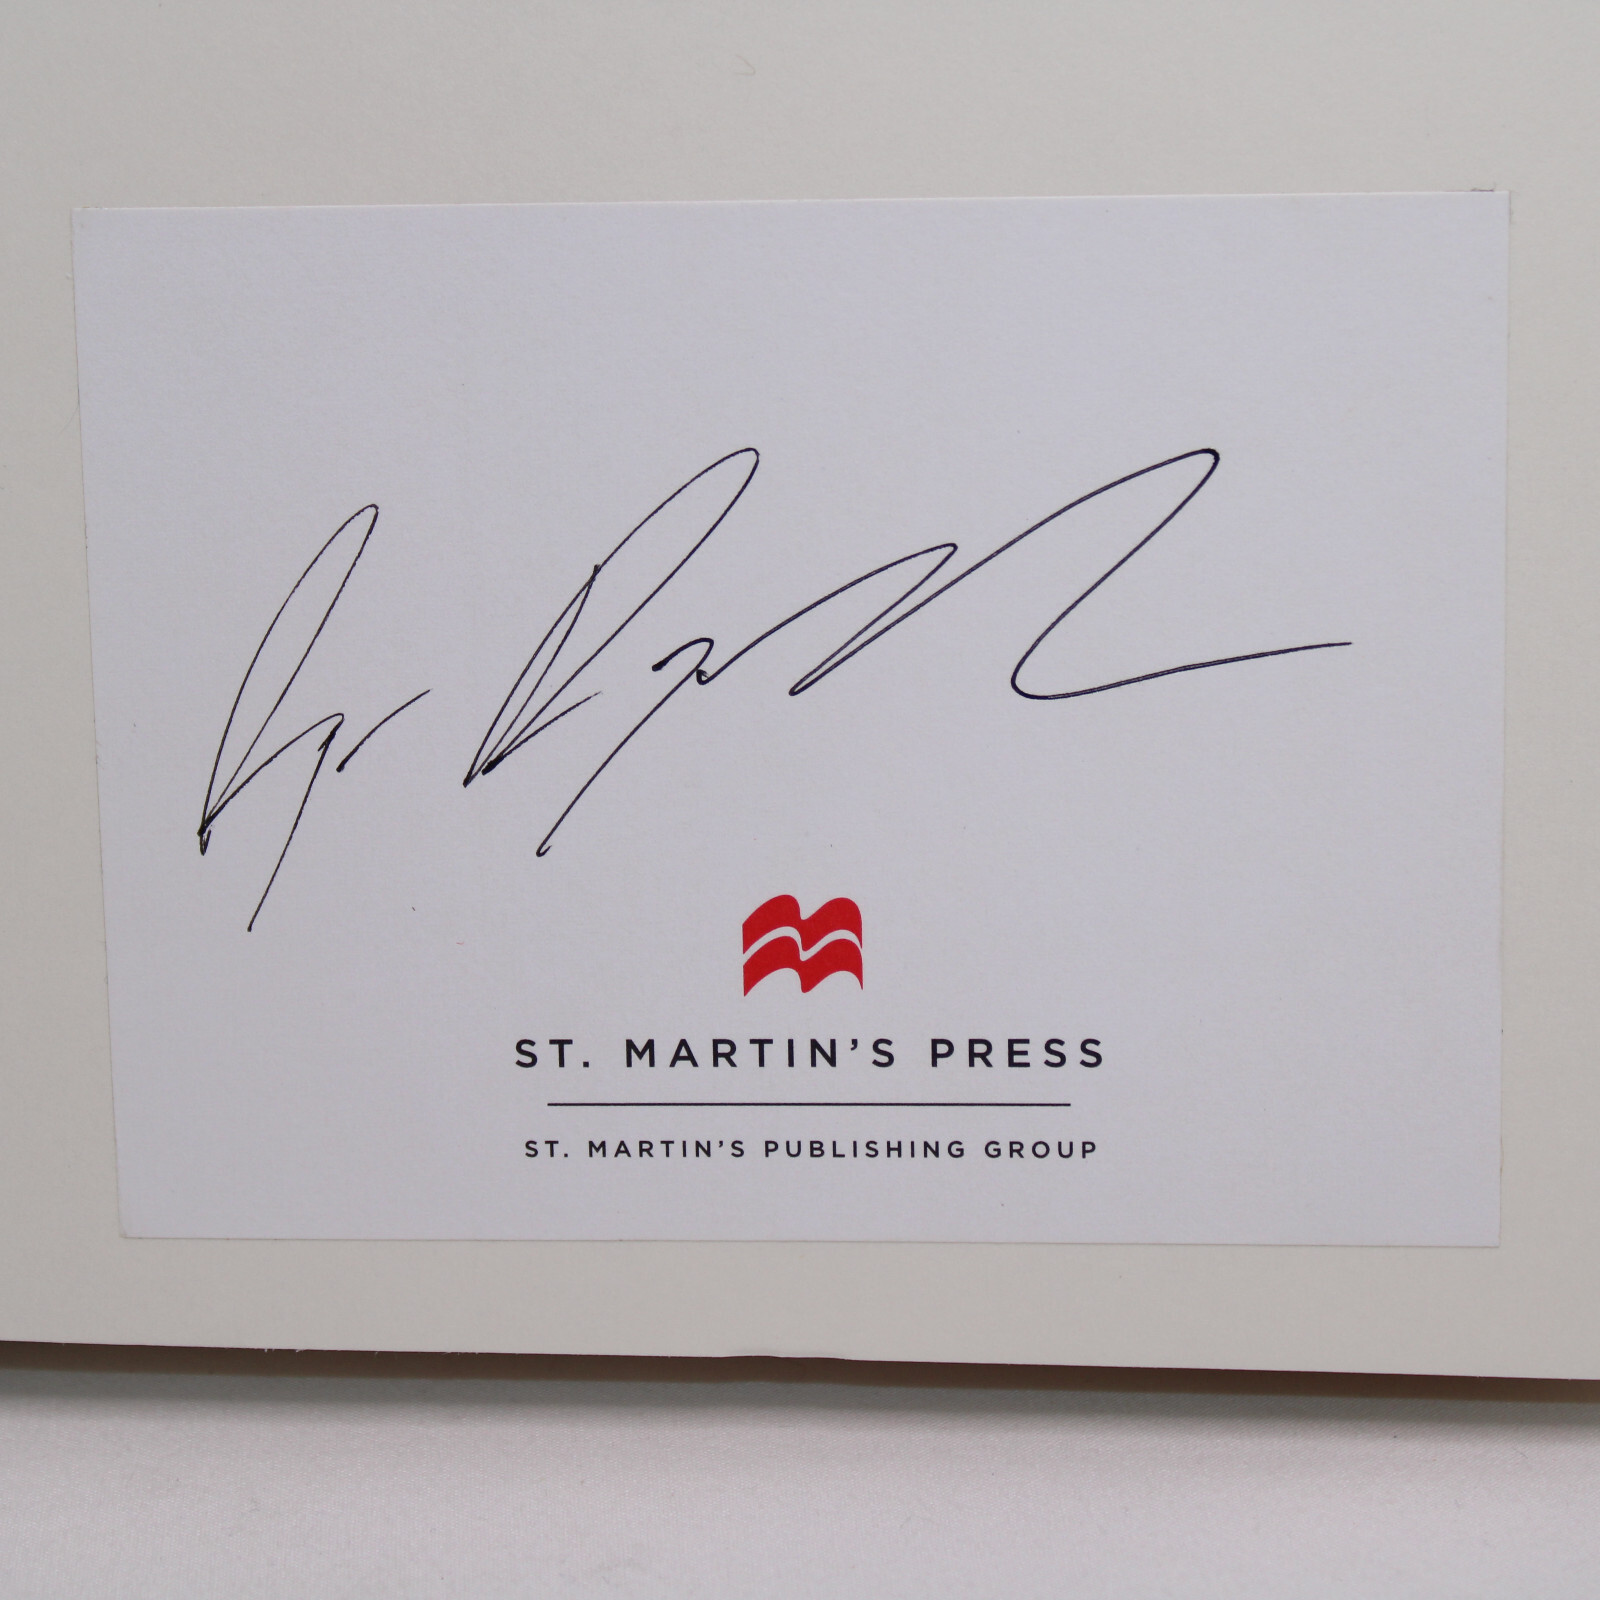 ST. MARTIN’S PRESS
ST. MARTIN’S PUBLISHING GROUP